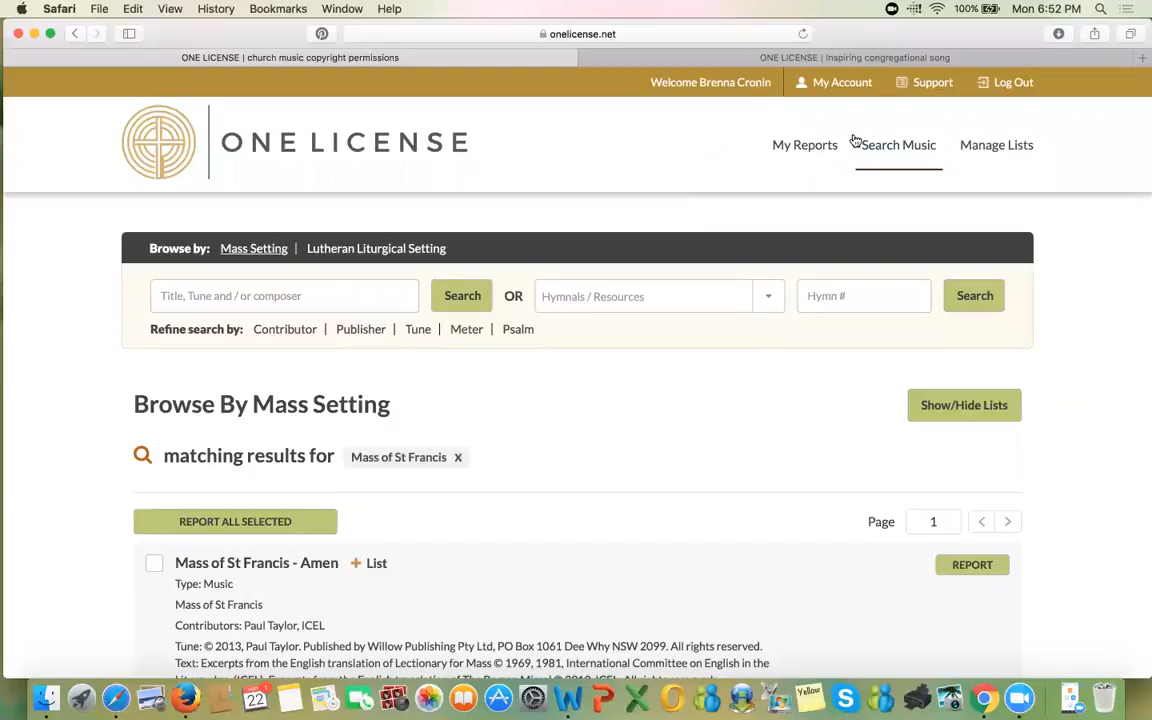 Safari File Edit View History Bookmarks Window Help 100% Mon 6:52 PM
onelicense.net
ONE LICENSE | church music copyright permissions ONE LICENSE | Inspiring congregational song
Welcome Brenna Cronin My Account Support Log Out
ONE LICENSE
My Reports Search Music Manage Lists
Browse by: Mass Setting | Lutheran Liturgical Setting
Title, Tune and / or composer Search OR Hymnals / Resources Hymn # Search
Refine search by: Contributor | Publisher | Tune | Meter | Psalm
Browse By Mass Setting Show/Hide Lists
matching results for Mass of St Francis x
REPORT ALL SELECTED Page 1 < >
Mass of St Francis - Amen + List REPORT
Type: Music
Mass of St Francis
Contributors: Paul Taylor, ICEL
Tune: © 2013, Paul Taylor. Published by Willow Publishing Pty Ltd, PO Box 1061 Dee Why NSW 2099. All rights reserved.
Text: Excerpts from the English translation of Lectionary for Mass © 1969, 1981, International Committee on English in the
MAY 22 Yellow